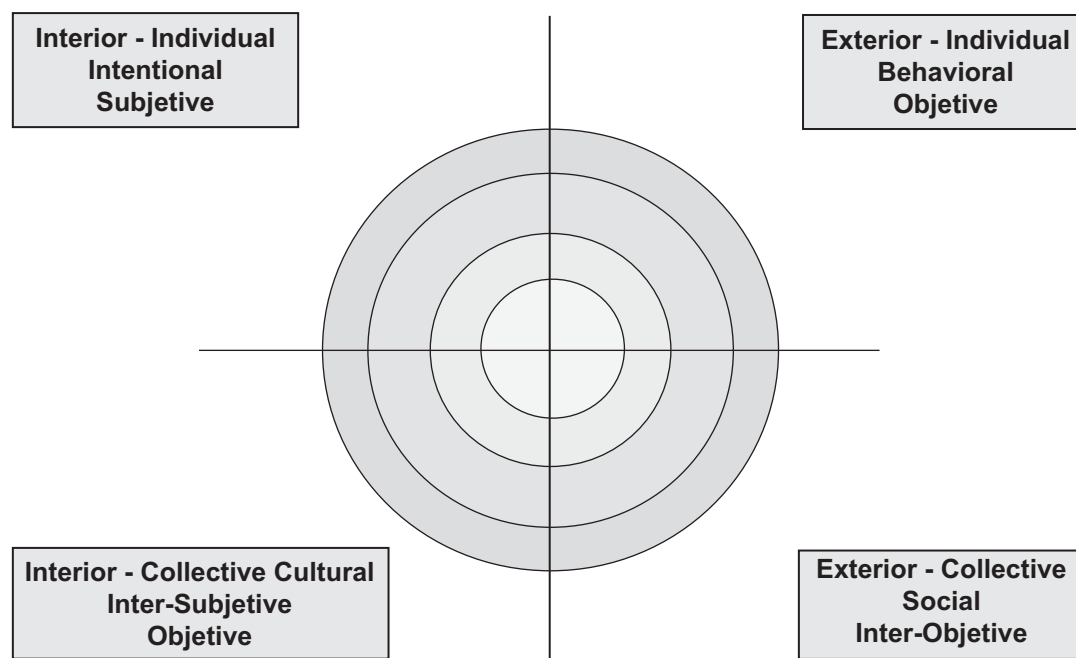 Interior - Individual
Intentional
Subjetive
Exterior - Individual
Behavioral
Objetive
Interior - Collective Cultural
Inter-Subjetive
Objetive
Exterior - Collective
Social
Inter-Objetive